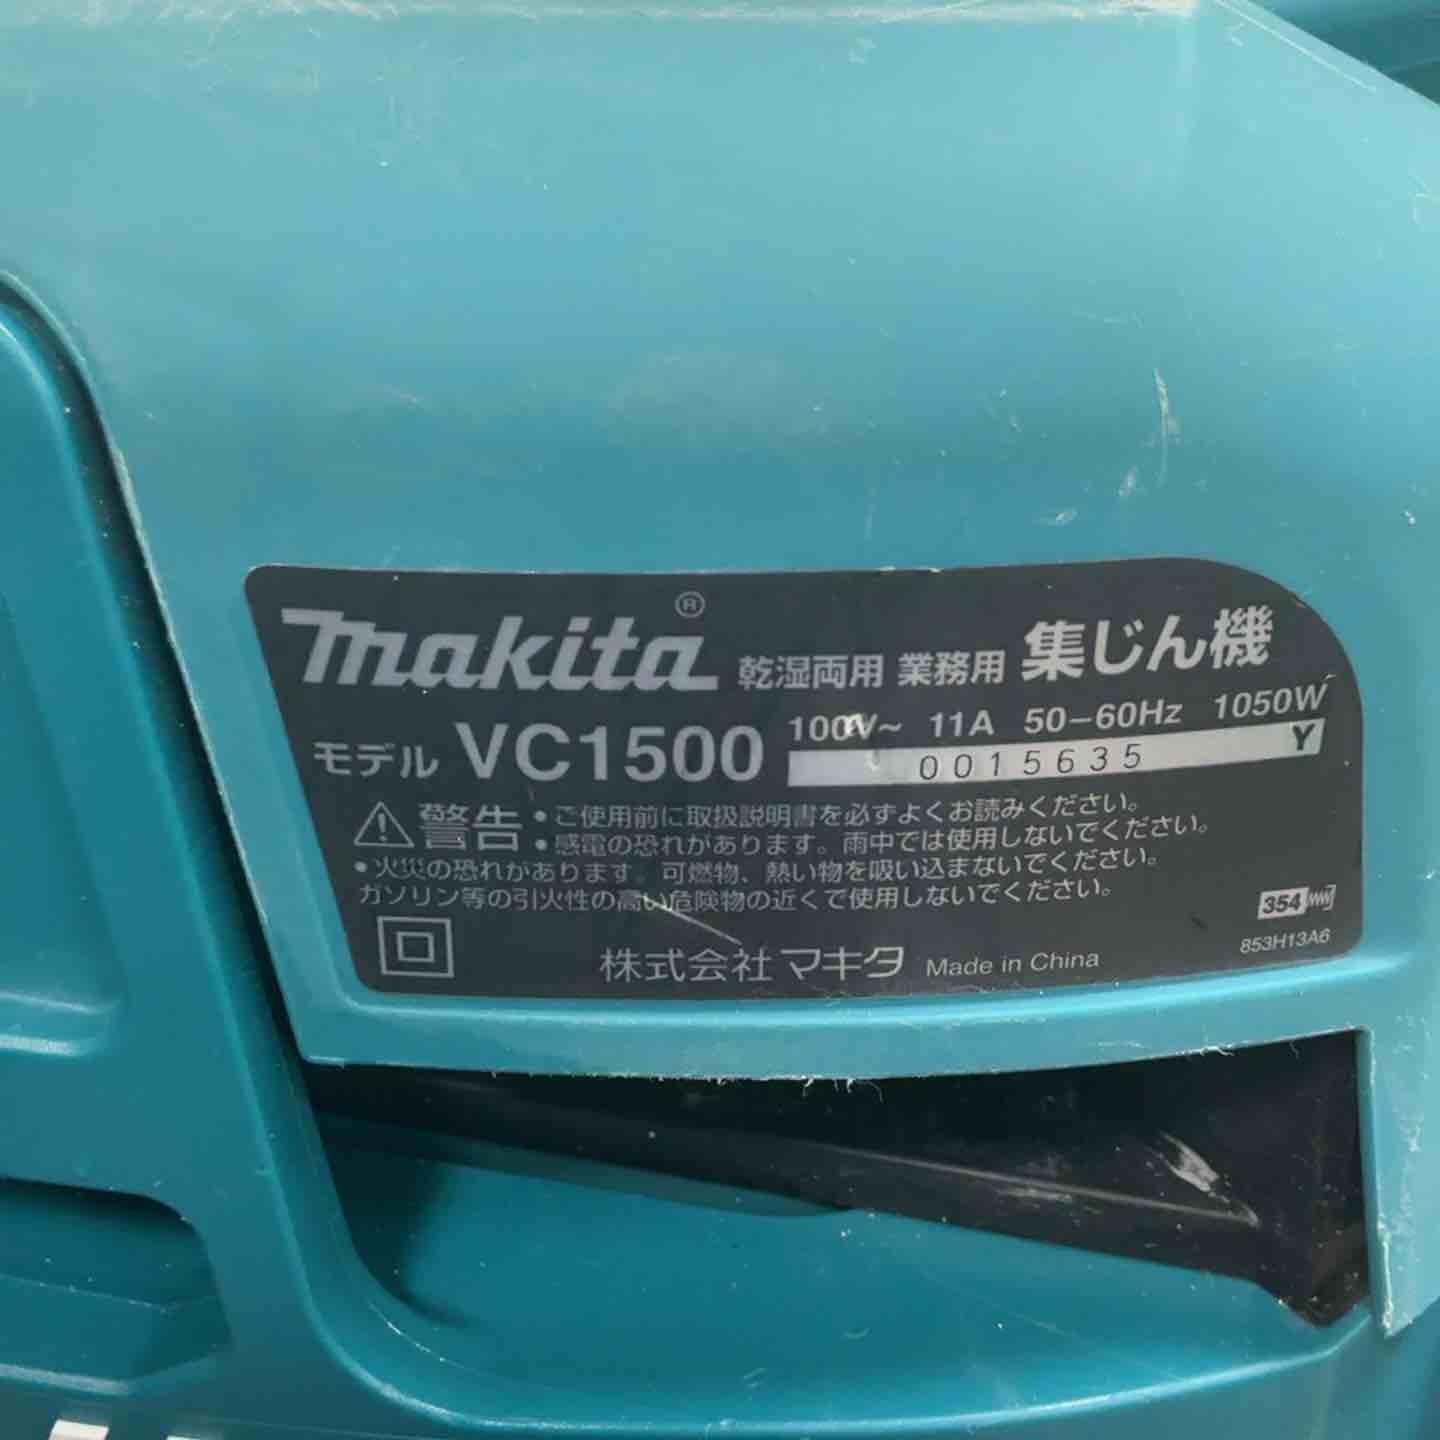 makita® 乾湿両用 業務用 集じん機
モデル VC1500 100V~ 11A 50-60Hz 1050W
0015635 Y
⚠警告 •ご使用前に取扱説明書を必ずよくお読みください。
•感電の恐れがあります。雨中では使用しないでください。
•火災の恐れがあります。可燃物、熱い物を吸い込まないでください。
ガソリン等の引火性の高い危険物の近くで使用しないでください。
354
853H13A6
株式会社マキタ Made in China